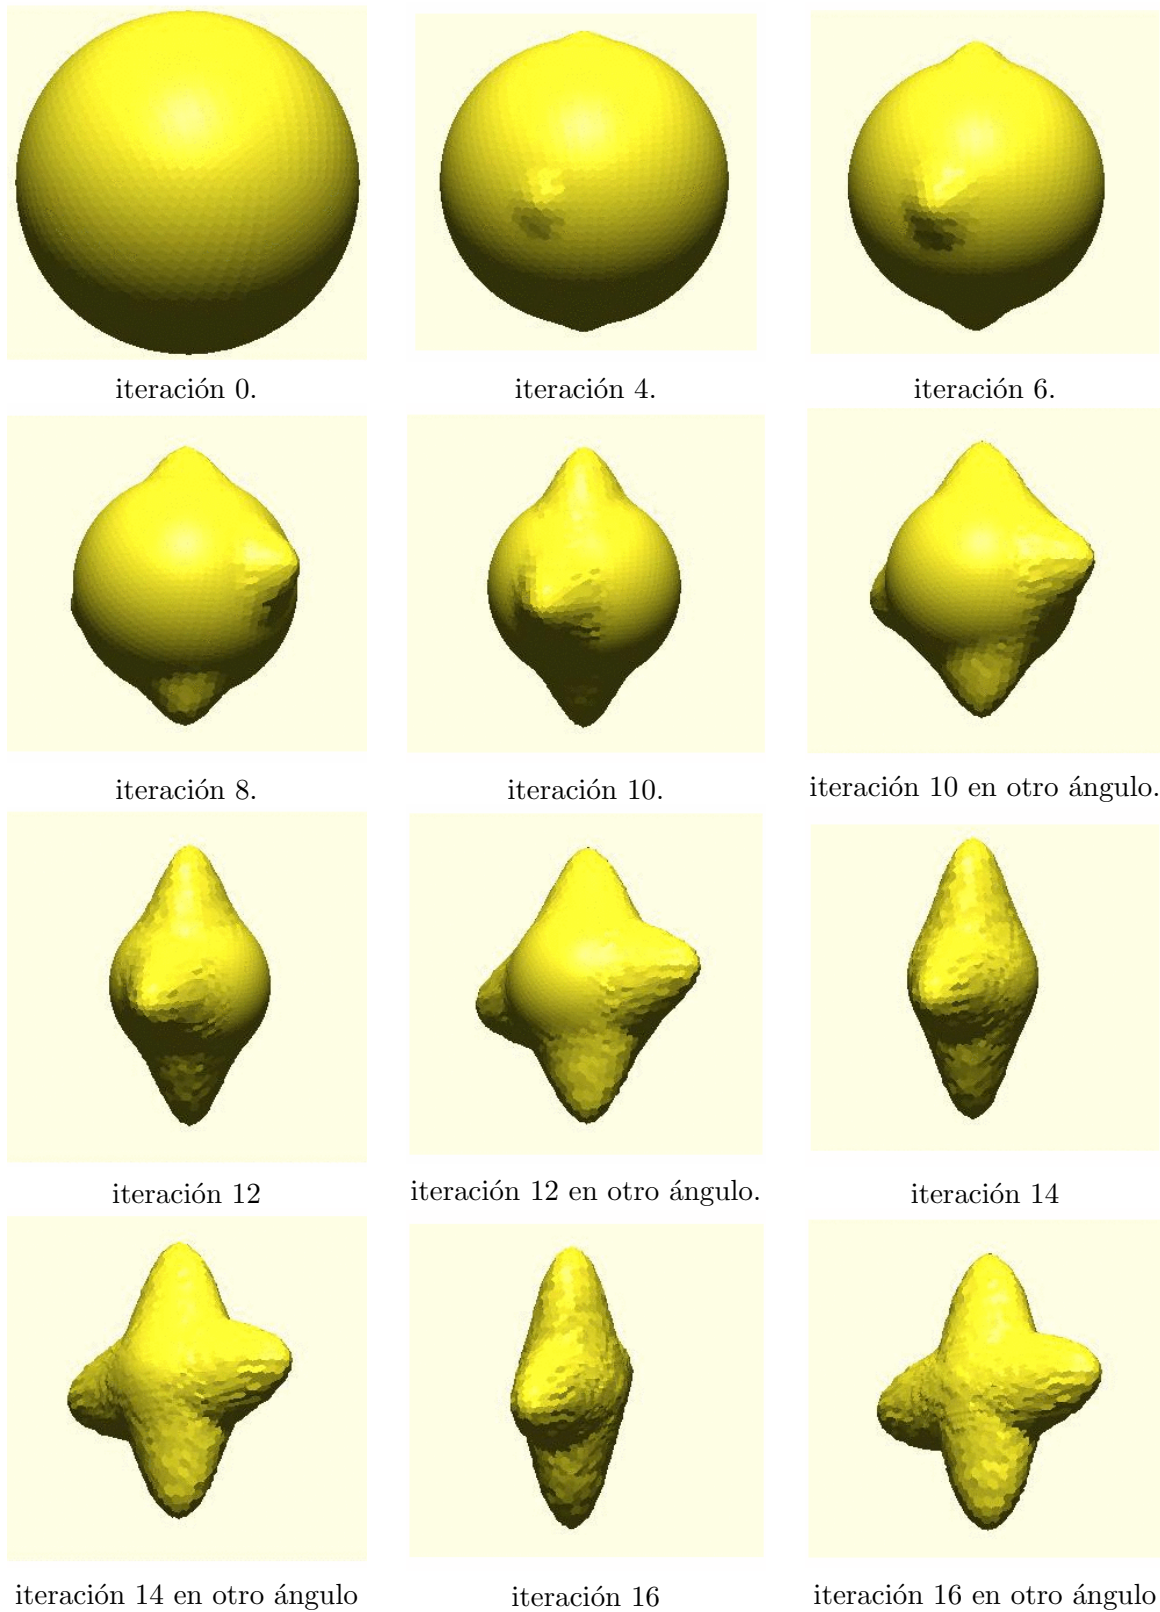 iteración 0.
iteración 4.
iteración 6.
iteración 8.
iteración 10.
iteración 10 en otro ángulo.
iteración 12
iteración 12 en otro ángulo.
iteración 14
iteración 14 en otro ángulo
iteración 16
iteración 16 en otro ángulo